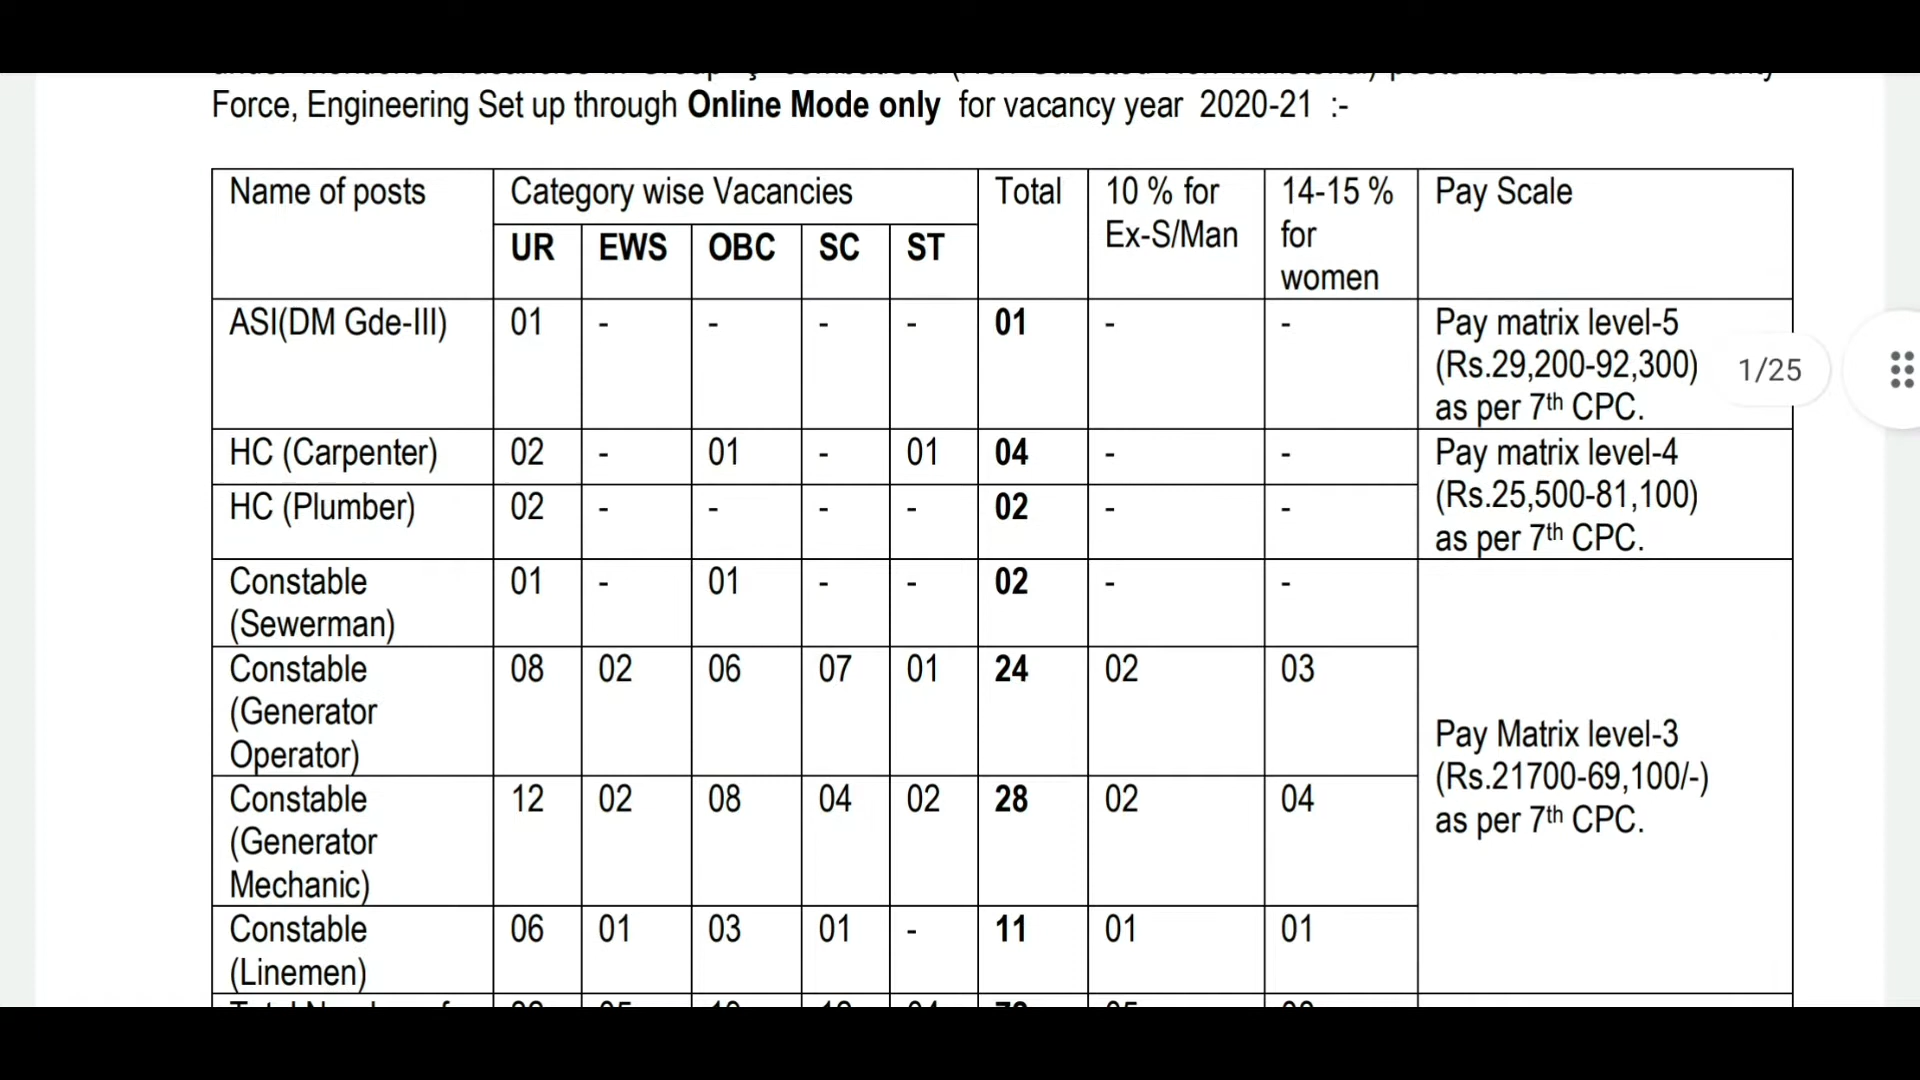 Force, Engineering Set up through Online Mode only for vacancy year 2020-21 :-
Name of posts Category wise Vacancies Total 10 % for Ex-S/Man 14-15 % for women Pay Scale
UR EWS OBC SC ST
ASI(DM Gde-III) 01 - - - - 01 - - Pay matrix level-5
(Rs.29,200-92,300)
as per 7th CPC.
1/25
HC (Carpenter) 02 - 01 - 01 04 - - Pay matrix level-4
(Rs.25,500-81,100)
as per 7th CPC.
HC (Plumber) 02 - - - - 02 - -
Constable
(Sewerman) 01 - 01 - - 02 - -
Constable
(Generator
Operator) 08 02 06 07 01 24 02 03
Pay Matrix level-3
(Rs.21700-69,100/-)
as per 7th CPC.
Constable
(Generator
Mechanic) 12 02 08 04 02 28 02 04
Constable
(Linemen) 06 01 03 01 - 11 01 01